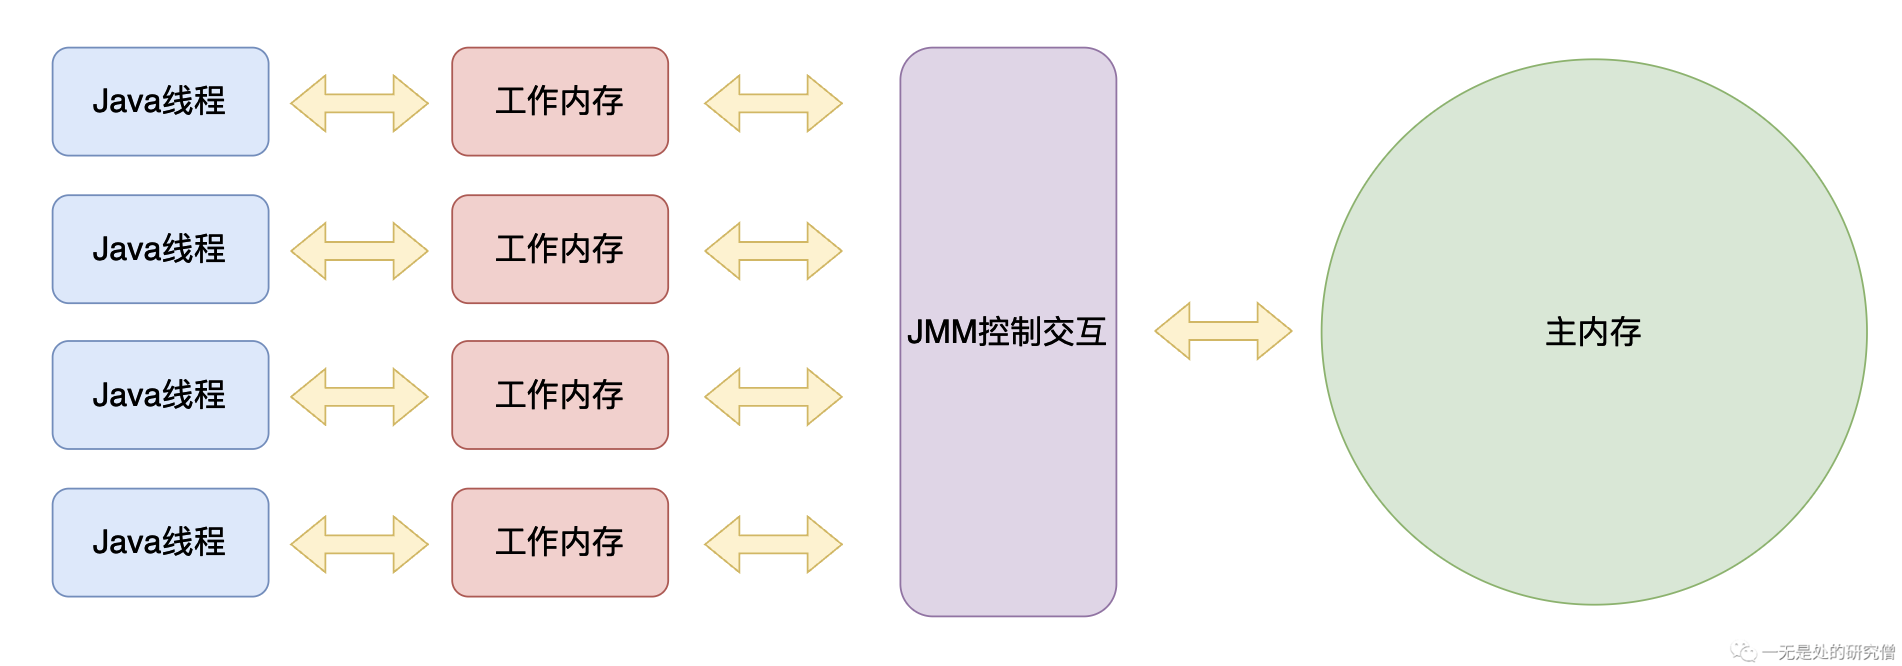 Java线程
工作内存
Java线程
工作内存
JMM控制交互
主内存
Java线程
工作内存
Java线程
工作内存
一无是处的研究僧